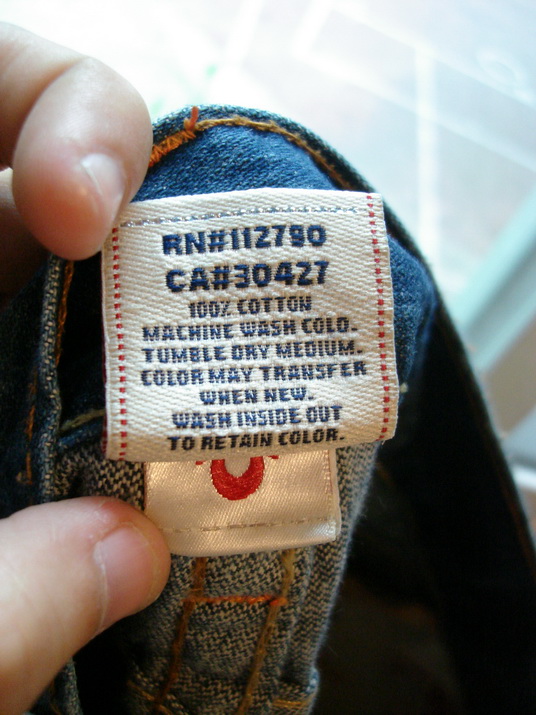 RN#112790
CA#30427
100% COTTON
MACHINE WASH COLD.
TUMBLE DRY MEDIUM.
COLOR MAY TRANSFER
WHEN NEW.
WASH INSIDE OUT
TO RETAIN COLOR.